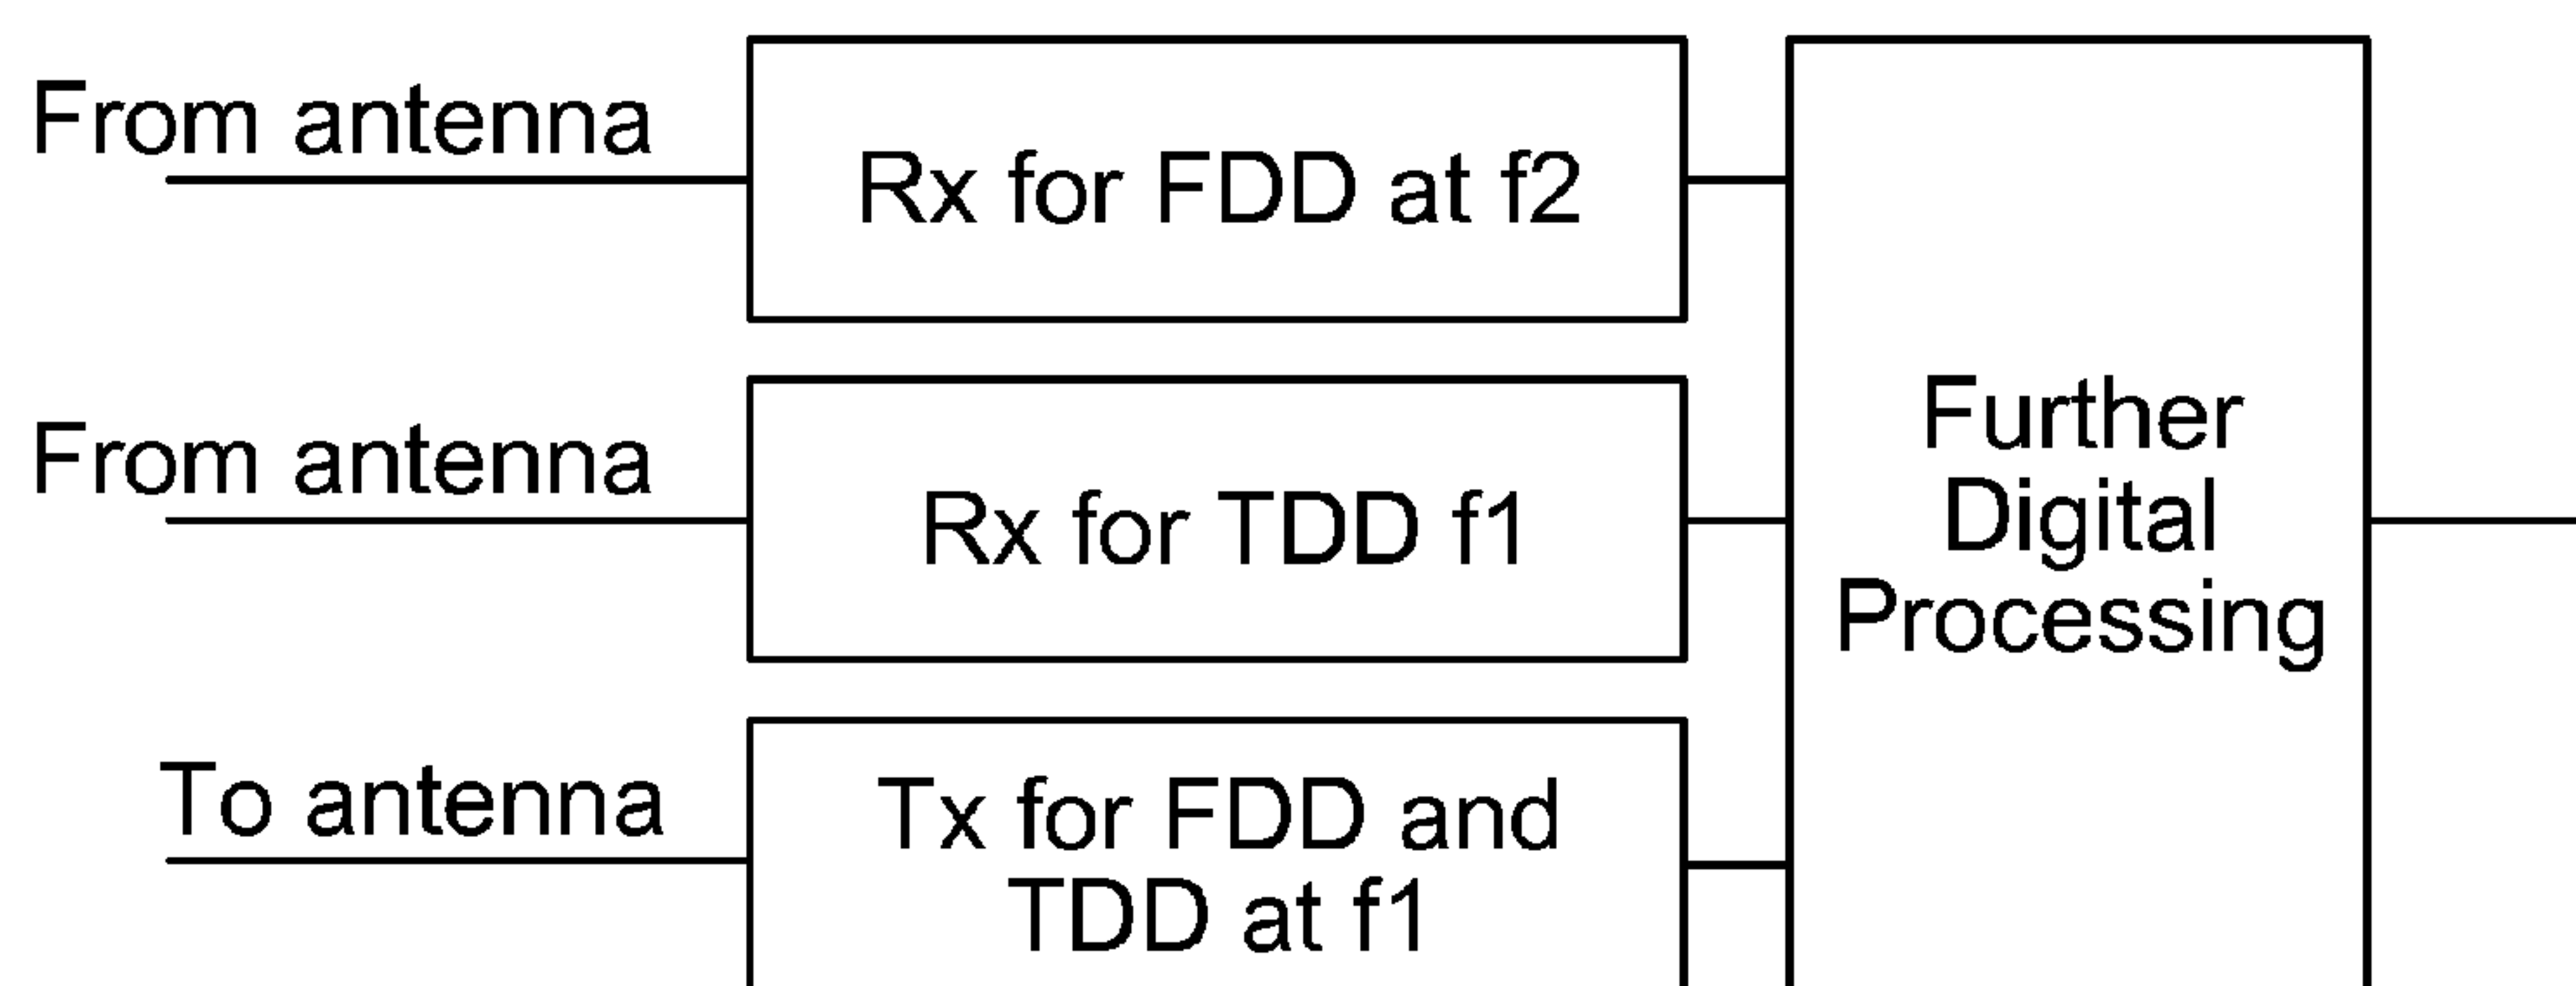 From antenna
Rx for FDD at f2
From antenna
Rx for TDD f1
Further
Digital
Processing
To antenna
Tx for FDD and
TDD at f1